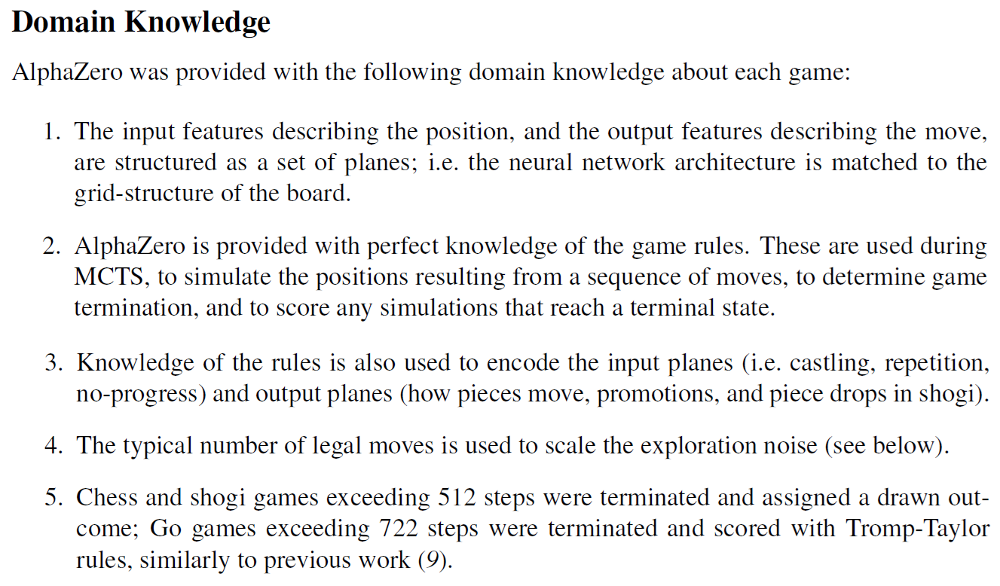 Domain Knowledge
AlphaZero was provided with the following domain knowledge about each game:
1. The input features describing the position, and the output features describing the move,
are structured as a set of planes; i.e. the neural network architecture is matched to the
grid-structure of the board.
2. AlphaZero is provided with perfect knowledge of the game rules. These are used during
MCTS, to simulate the positions resulting from a sequence of moves, to determine game
termination, and to score any simulations that reach a terminal state.
3. Knowledge of the rules is also used to encode the input planes (i.e. castling, repetition,
no-progress) and output planes (how pieces move, promotions, and piece drops in shogi).
4. The typical number of legal moves is used to scale the exploration noise (see below).
5. Chess and shogi games exceeding 512 steps were terminated and assigned a drawn out-
come; Go games exceeding 722 steps were terminated and scored with Tromp-Taylor
rules, similarly to previous work (9).